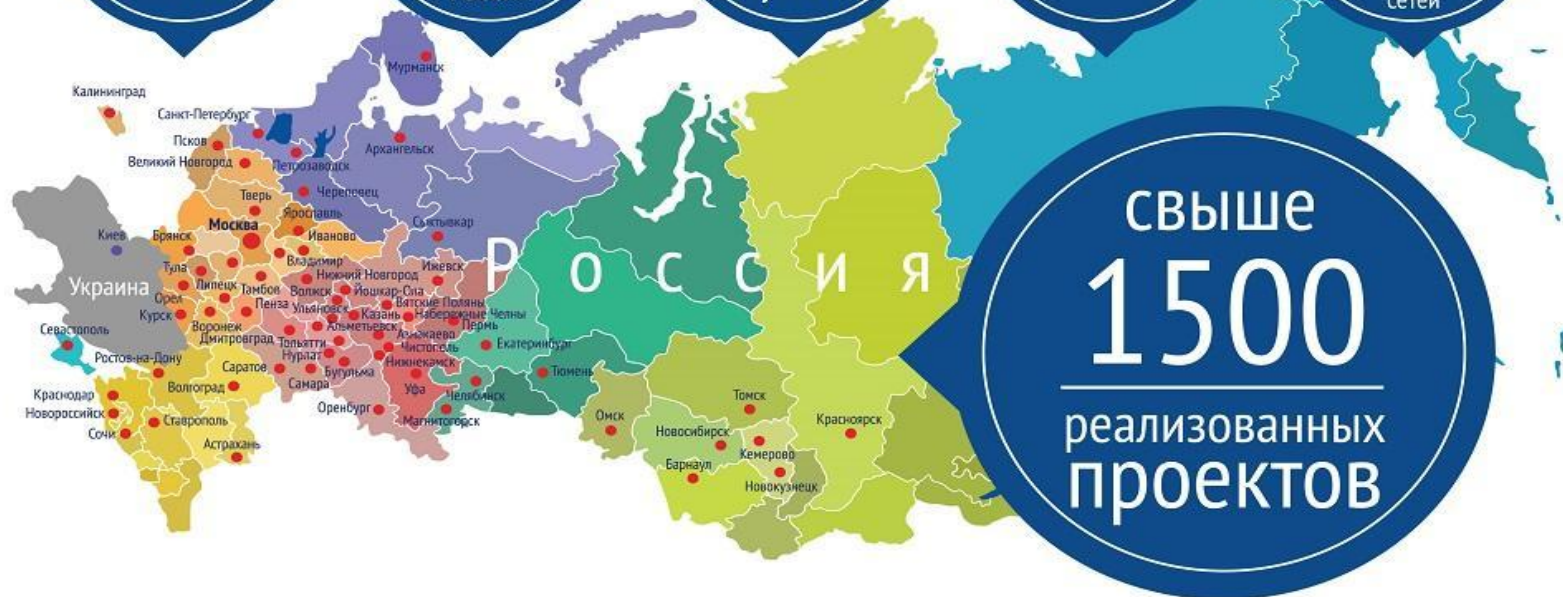 сетей
Мурманск
Калининград
Санкт-Петербург
Псков
Архангельск
Великий Новгород
Петрозаводск
Череповец
Тверь
Ярославль
Сыктывкар
Москва
Киев
Брянск
Иваново
Россия
Владимир
Тула
Нижний Новгород
Ижевск
Украина
Липецк
Тамбов
Волжск
Йошкар-Ола
Орел
Пенза
Ульяновск
Вятские Поляны
Курск
Казань
Набережные Челны
Воронеж
Альметьевск
Пермь
Севастополь
Дмитровград
Азнакаево
Тольятти
Чистополь
Екатеринбург
Ростов-на-Дону
Нурлат
Нижнекамск
Саратов
Бугульма
Тюмень
Волгоград
Самара
Уфа
Краснодар
Челябинск
Томск
Новороссийск
Оренбург
Омск
Ставрополь
Магнитогорск
Красноярск
Сочи
Новосибирск
Астрахань
Кемерово
Барнаул
Новокузнецк
свыше
1500
реализованных
проектов